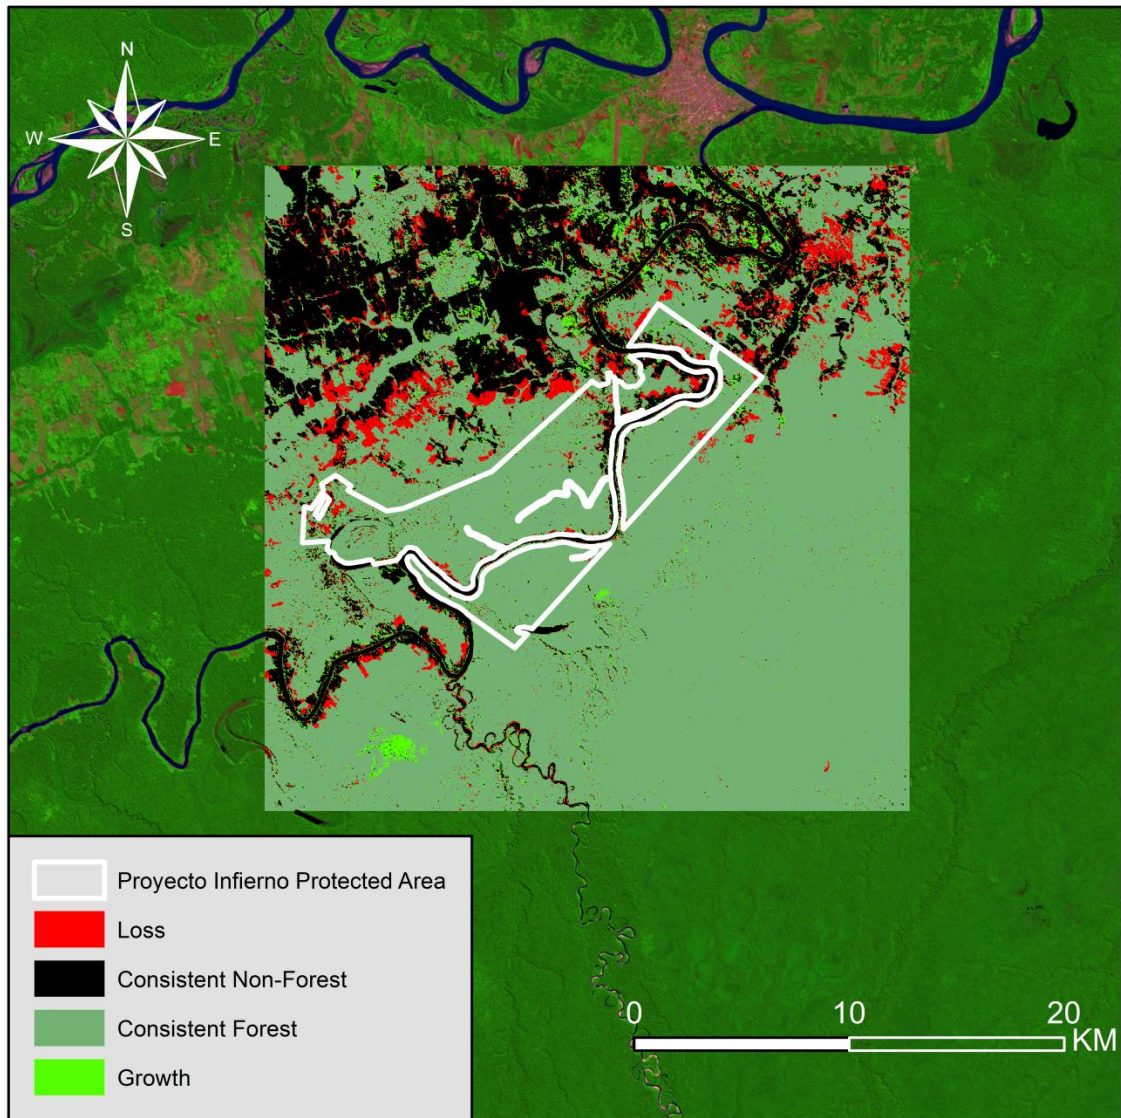 N
W E
S
Proyecto Infierno Protected Area
Loss
Consistent Non-Forest
Consistent Forest
Growth
0 10 20
KM